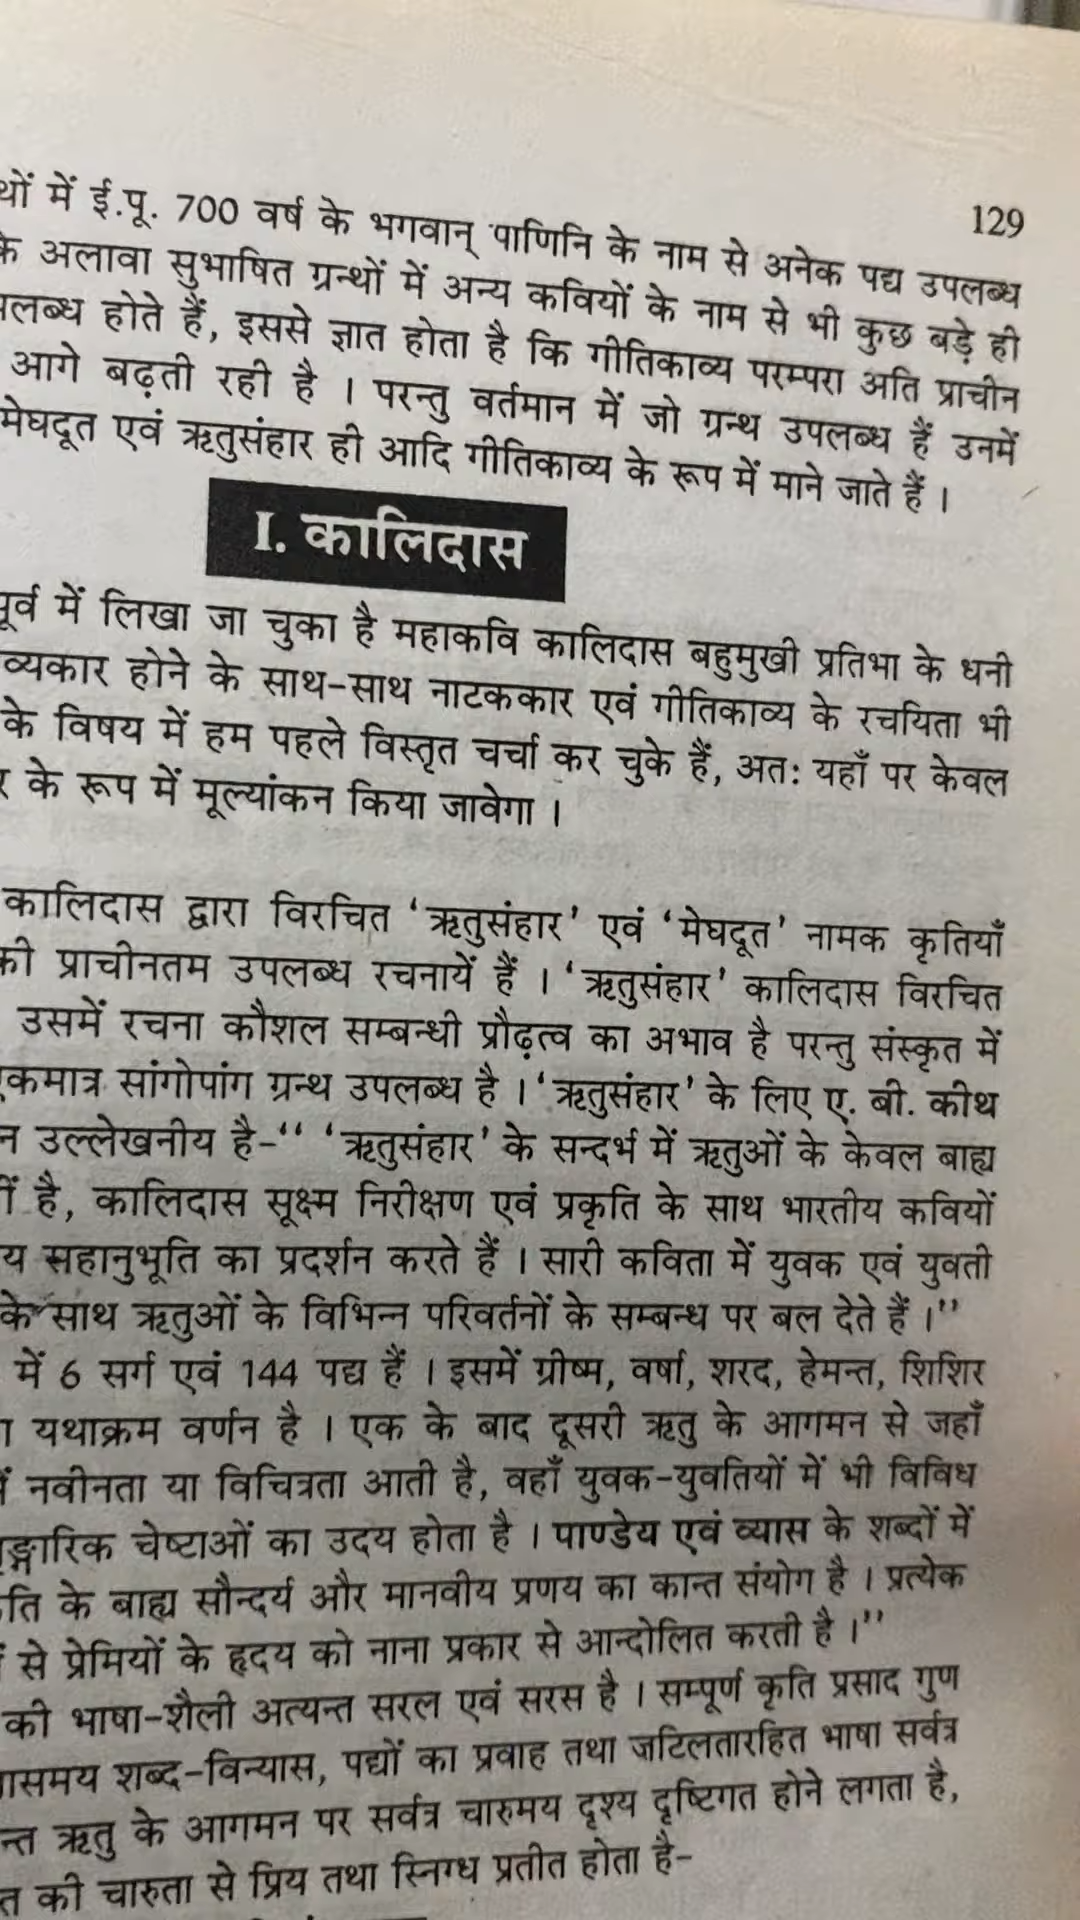 129
में ई.पू. 700 वर्ष के भगवान् पाणिनि के नाम से अनेक पद्य उपलब्ध
के अलावा सुभाषित ग्रन्थों में अन्य कवियों के नाम से भी कुछ बड़े ही
होते हैं, इससे ज्ञात होता है कि गीतिकाव्य परम्परा अति प्राचीन
आगे बढ़ती रही है । परन्तु वर्तमान में जो ग्रन्थ उपलब्ध हैं उनमें
मेघदूत एवं ऋतुसंहार ही आदि गीतिकाव्य के रूप में माने जाते हैं ।
I. कालिदास
में लिखा जा चुका है महाकवि कालिदास बहुमुखी प्रतिभा के धनी
होने के साथ-साथ नाटककार एवं गीतिकाव्य के रचयिता भी
के विषय में हम पहले विस्तृत चर्चा कर चुके हैं, अतः यहाँ पर केवल
के रूप में मूल्यांकन किया जावेगा ।
कालिदास द्वारा विरचित ‘ऋतुसंहार’ एवं ‘मेघदूत’ नामक कृतियाँ
की प्राचीनतम उपलब्ध रचनायें हैं । ‘ऋतुसंहार’ कालिदास विरचित
उसमें रचना कौशल सम्बन्धी प्रौढ़त्व का अभाव है परन्तु संस्कृत में
सांगोपांग ग्रन्थ उपलब्ध है । ‘ऋतुसंहार’ के लिए ए. बी. कीथ
उल्लेखनीय है-“ ‘ऋतुसंहार’ के सन्दर्भ में ऋतुओं के केवल बाह्य
है, कालिदास सूक्ष्म निरीक्षण एवं प्रकृति के साथ भारतीय कवियों
सहानुभूति का प्रदर्शन करते हैं । सारी कविता में युवक एवं युवती
के साथ ऋतुओं के विभिन्न परिवर्तनों के सम्बन्ध पर बल देते हैं ।”
में 6 सर्ग एवं 144 पद्य हैं । इसमें ग्रीष्म, वर्षा, शरद, हेमन्त, शिशिर
यथाक्रम वर्णन है । एक के बाद दूसरी ऋतु के आगमन से जहाँ
नवीनता या विचित्रता आती है, वहाँ युवक-युवतियों में भी विविध
चेष्टाओं का उदय होता है । पाण्डेय एवं व्यास के शब्दों में
के बाह्य सौन्दर्य और मानवीय प्रणय का कान्त संयोग है । प्रत्येक
से प्रेमियों के हृदय को नाना प्रकार से आन्दोलित करती है ।”
की भाषा-शैली अत्यन्त सरल एवं सरस है । सम्पूर्ण कृति प्रसाद गुण
शब्द-विन्यास, पद्यों का प्रवाह तथा जटिलतारहित भाषा सर्वत्र
ऋतु के आगमन पर सर्वत्र चारुमय दृश्य दृष्टिगत होने लगता है,
की चारुता से प्रिय तथा स्निग्ध प्रतीत होता है-